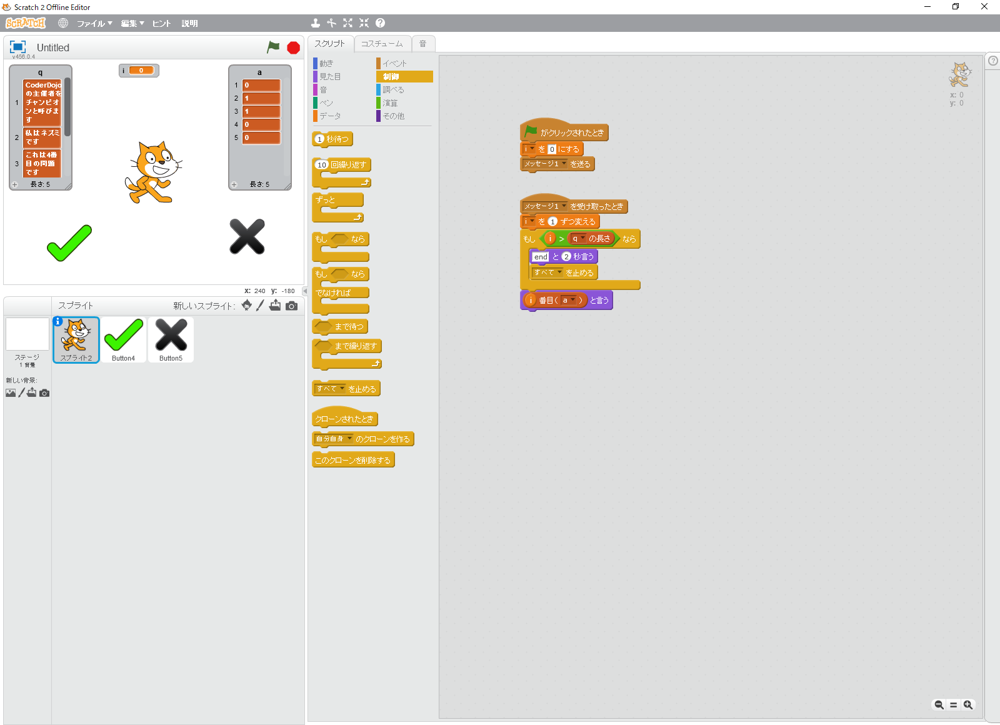 Scratch 2 Offline Editor
SCRATCH ファイル 編集 ヒント 説明
Untitled
v456.0.4
q
1 CoderDojo
の主催者を
チャンピオ
ンと呼びま
す
2 私はネズミ
です
3 これは4番
目の問題
です
長さ: 5
i 0
a
1 0
2 1
3 1
4 0
5 0
長さ: 5
x: 240 y: -180
スプライト 新しいスプライト:
ステージ
1 背景
新しい背景:
スプライト2
Button4
Button5
スクリプト コスチューム 音
動き イベント
見た目 制御
音 調べる
ペン 演算
データ その他
1 秒待つ
10 回繰り返す
ずっと
もし なら
もし なら
でなければ
まで待つ
まで繰り返す
すべて を止める
クローンされたとき
自分自身 のクローンを作る
このクローンを削除する
がクリックされたとき
i を 0 にする
メッセージ1 を送る
メッセージ1 を受け取ったとき
i を 1 ずつ変える
もし i > q の長さ なら
end と 2 秒言う
すべて を止める
i 番目( a ) と言う
x: 0
y: 0